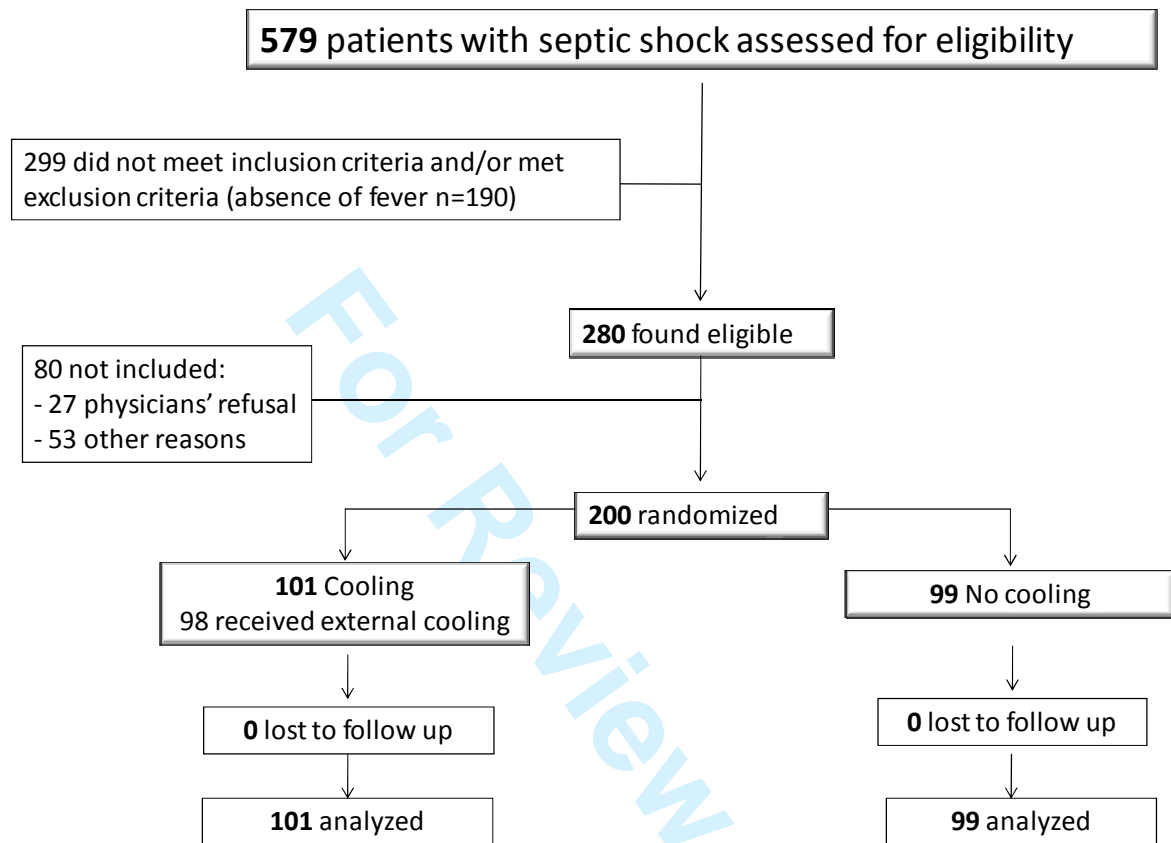 579 patients with septic shock assessed for eligibility
299 did not meet inclusion criteria and/or met
exclusion criteria (absence of fever n=190)
280 found eligible
80 not included:
- 27 physicians' refusal
- 53 other reasons
200 randomized
101 Cooling
98 received external cooling
99 No cooling
0 lost to follow up
0 lost to follow up
101 analyzed
99 analyzed
For Review